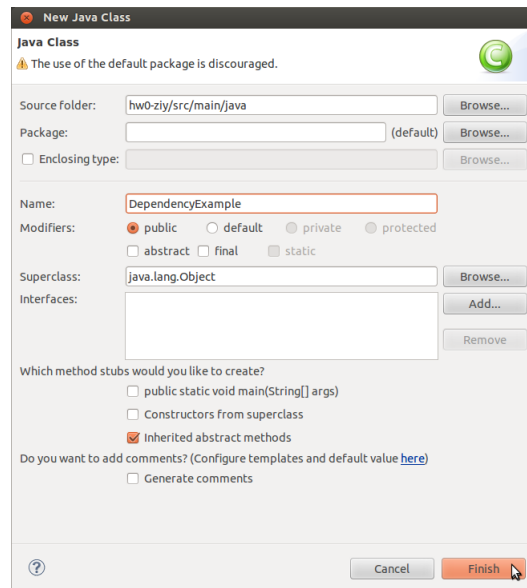 New Java Class
Java Class
The use of the default package is discouraged.
C
Source folder: hw0-ziy/src/main/java Browse...
Package: (default) Browse...
Enclosing type: Browse...
Name: DependencyExample
Modifiers: public default private protected
abstract final static
Superclass: java.lang.Object Browse...
Interfaces: Add...
Remove
Which method stubs would you like to create?
public static void main(String[] args)
Constructors from superclass
Inherited abstract methods
Do you want to add comments? (Configure templates and default value here)
Generate comments
? Cancel Finish